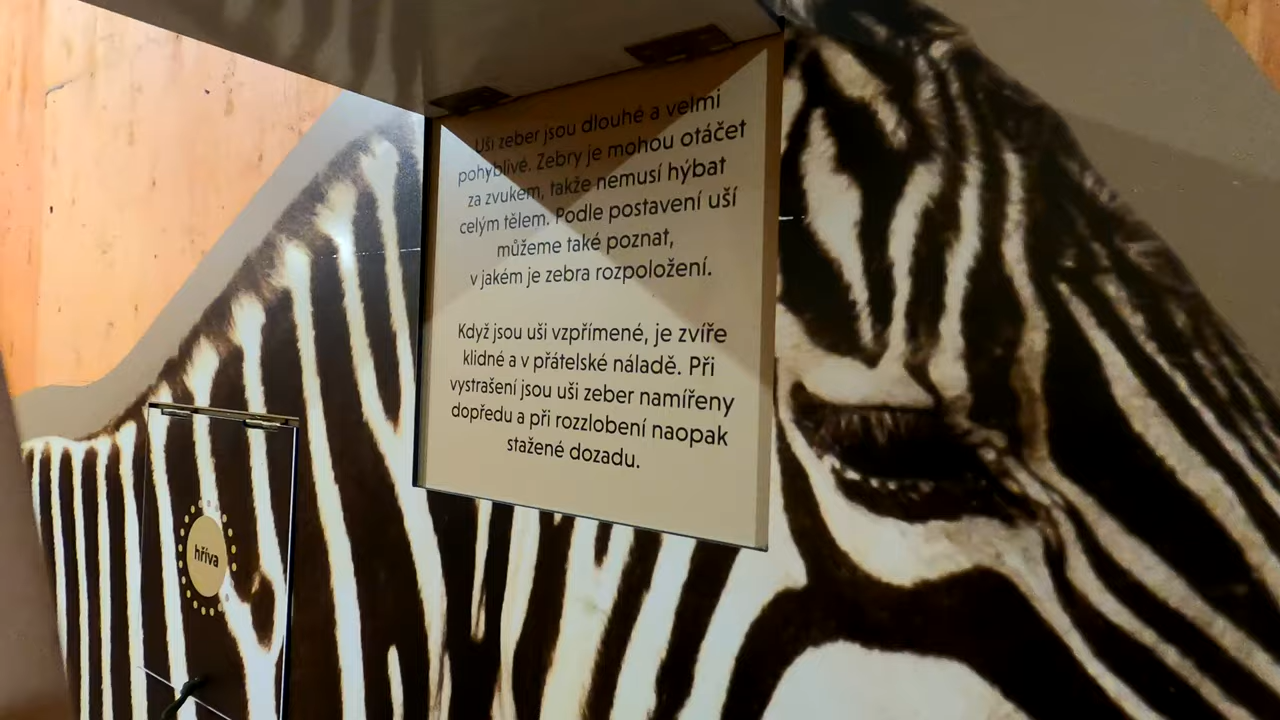 Uši zeber jsou dlouhé a velmi
pohyblivé. Zebry je mohou otáčet
za zvukem, takže nemusí hýbat
celým tělem. Podle postavení uší
můžeme také poznat,
v jakém je zebra rozpoložení.
Když jsou uši vzpřímené, je zvíře
klidné a v přátelské náladě. Při
vystrašení jsou uši zeber namířeny
dopředu a při rozzlobení naopak
stažené dozadu.
hříva